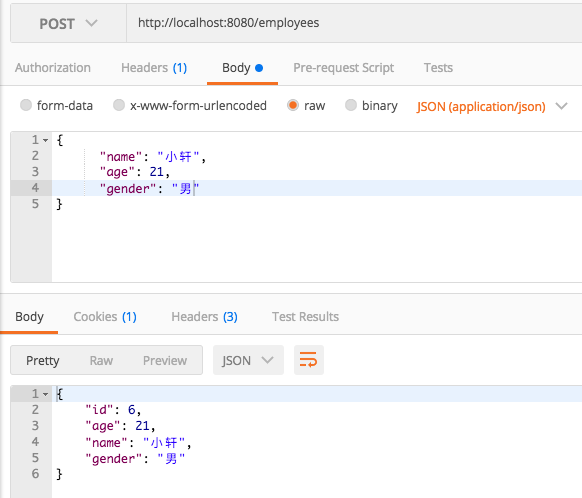 POST http://localhost:8080/employees
Authorization Headers (1) Body Pre-request Script Tests
form-data x-www-form-urlencoded raw binary JSON (application/json)
1 {
2 "name": "小轩",
3 "age": 21,
4 "gender": "男"
5 }
Body Cookies (1) Headers (3) Test Results
Pretty Raw Preview JSON
1 {
2 "id": 6,
3 "age": 21,
4 "name": "小轩",
5 "gender": "男"
6 }